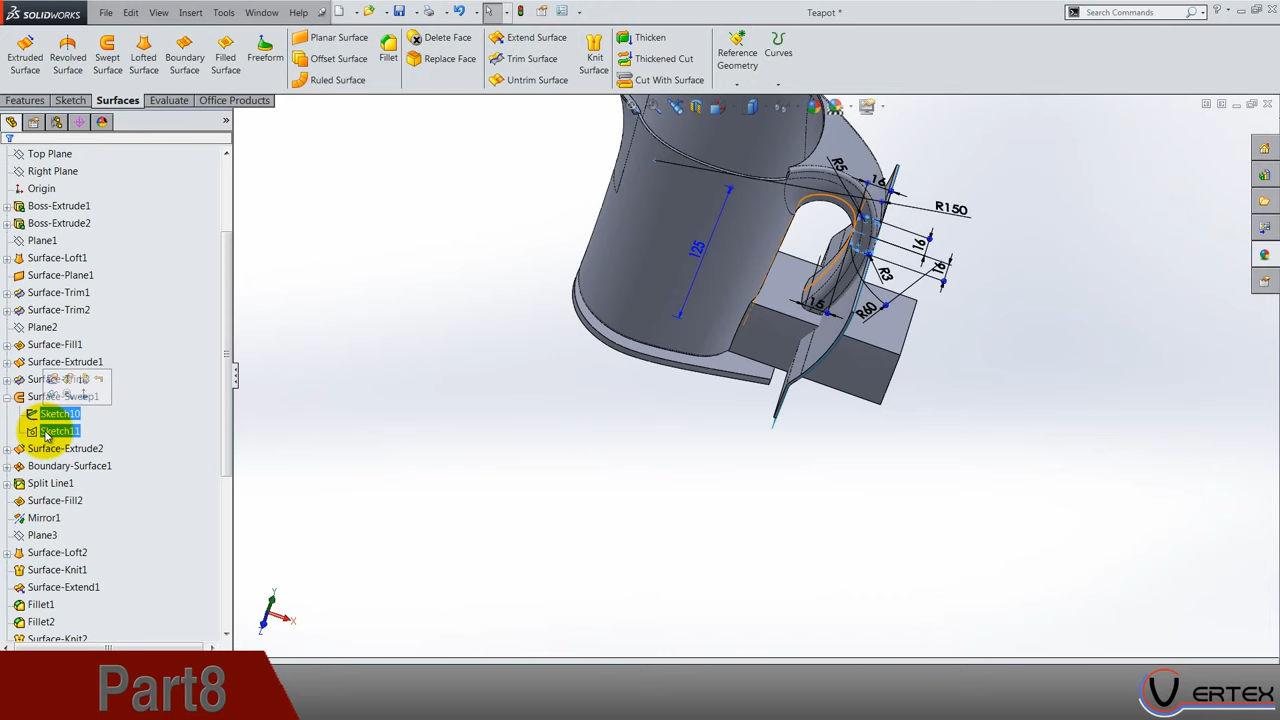 SOLIDWORKS File Edit View Insert Tools Window Help Teapot * Search Commands
Extruded Surface
Revolved Surface
Swept Surface
Lofted Surface
Boundary Surface
Filled Surface
Freeform
Planar Surface
Offset Surface
Ruled Surface
Fillet
Delete Face
Replace Face
Extend Surface
Trim Surface
Untrim Surface
Knit Surface
Thicken
Thickened Cut
Cut With Surface
Reference Geometry
Curves
Features Sketch Surfaces Evaluate Office Products
Top Plane
Right Plane
Origin
Boss-Extrude1
Boss-Extrude2
Plane1
Surface-Loft1
Surface-Plane1
Surface-Trim1
Surface-Trim2
Plane2
Surface-Fill1
Surface-Extrude1
Surface-Sweep1
Sketch10
Sketch11
Surface-Extrude2
Boundary-Surface1
Split Line1
Surface-Fill2
Mirror1
Plane3
Surface-Loft2
Surface-Knit1
Surface-Extend1
Fillet1
Fillet2
Surface-Knit2
R5
16
R150
125
16
16
R3
15
R60
Y
X
Z
Part8
VERTEX